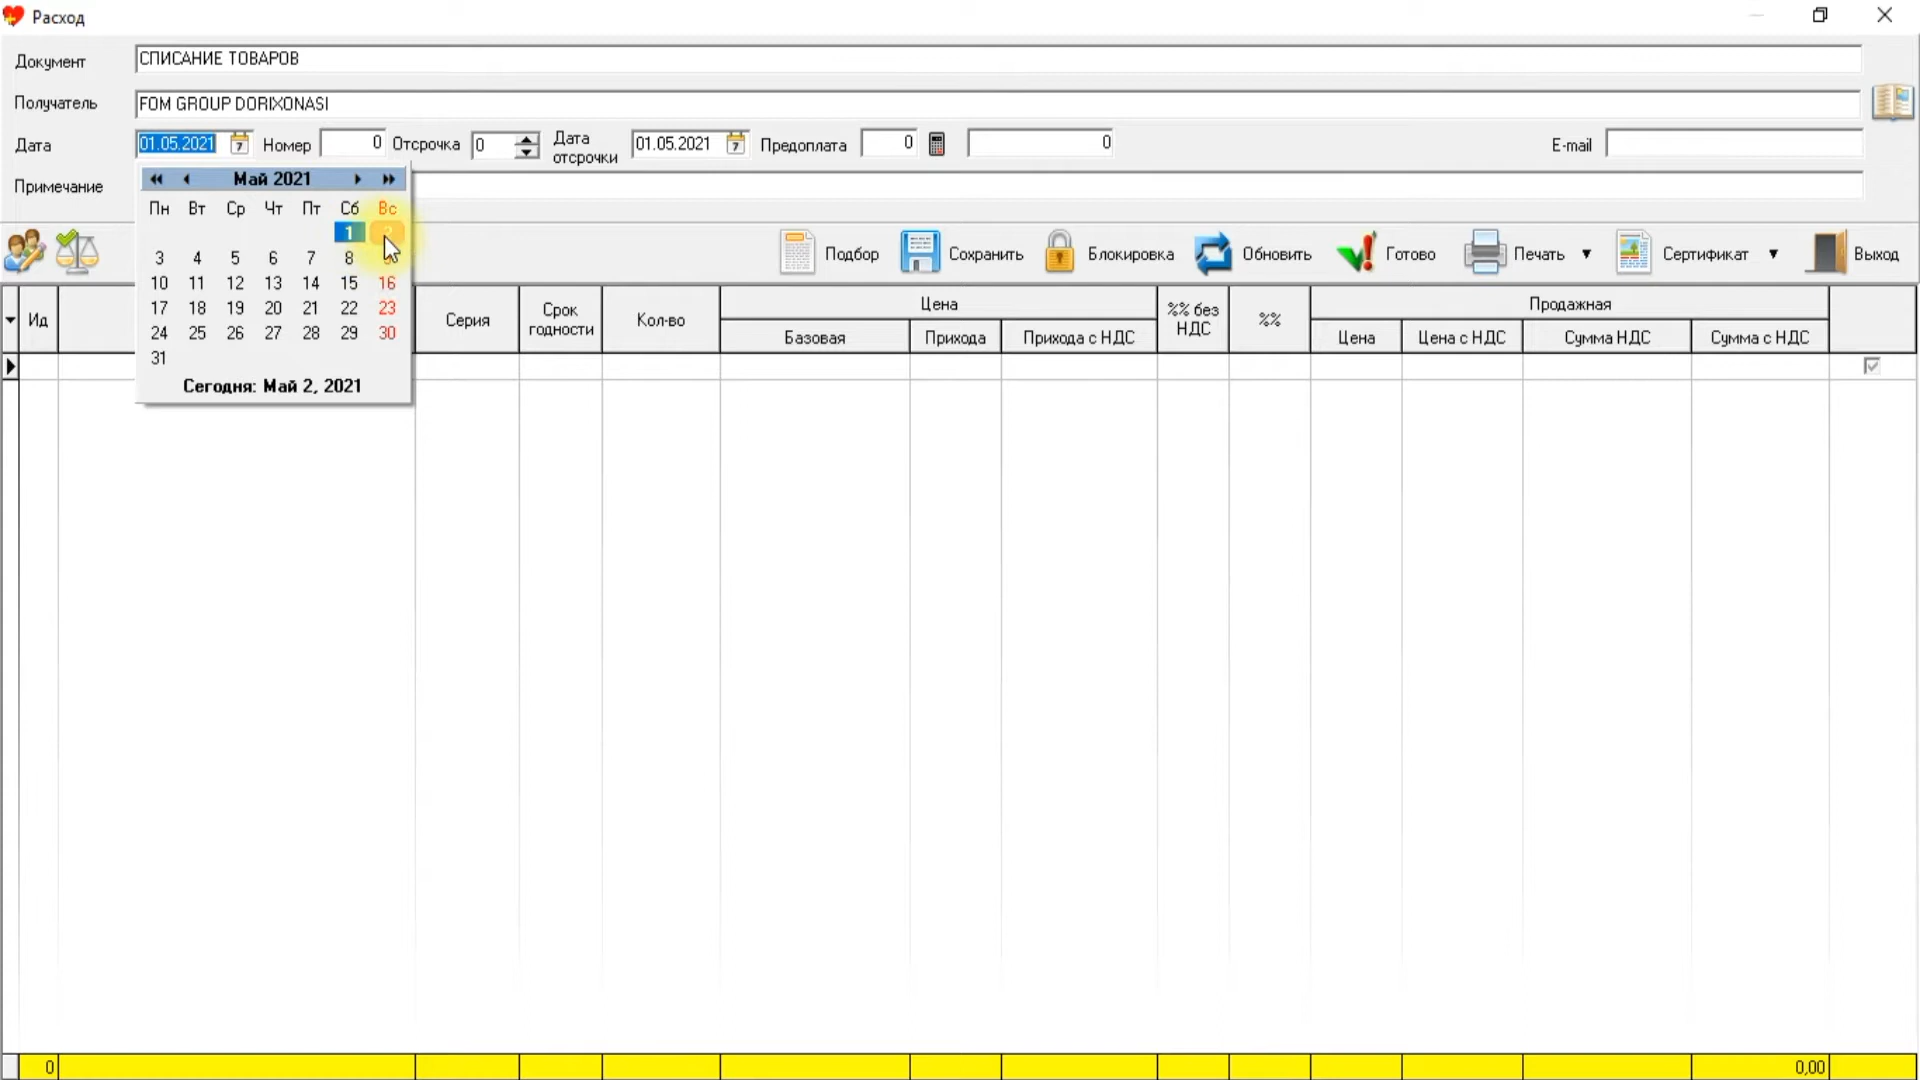 Расход
Документ СПИСАНИЕ ТОВАРОВ
Получатель FOM GROUP DORIXONASI
Дата 01.05.2021 7 Номер 0 Отсрочка 0 Дата отсрочки 01.05.2021 7 Предоплата 0 0 E-mail
Примечание
Май 2021
Пн Вт Ср Чт Пт Сб Вс
1 2
3 4 5 6 7 8
10 11 12 13 14 15 16
17 18 19 20 21 22 23
24 25 26 27 28 29 30
31
Сегодня: Май 2, 2021
Подбор Сохранить Блокировка Обновить Готово Печать Сертификат Выход
Ид Серия Срок годности Кол-во Цена %% без НДС %% Продажная
Базовая Прихода Прихода с НДС Цена Цена с НДС Сумма НДС Сумма с НДС
0 0,00